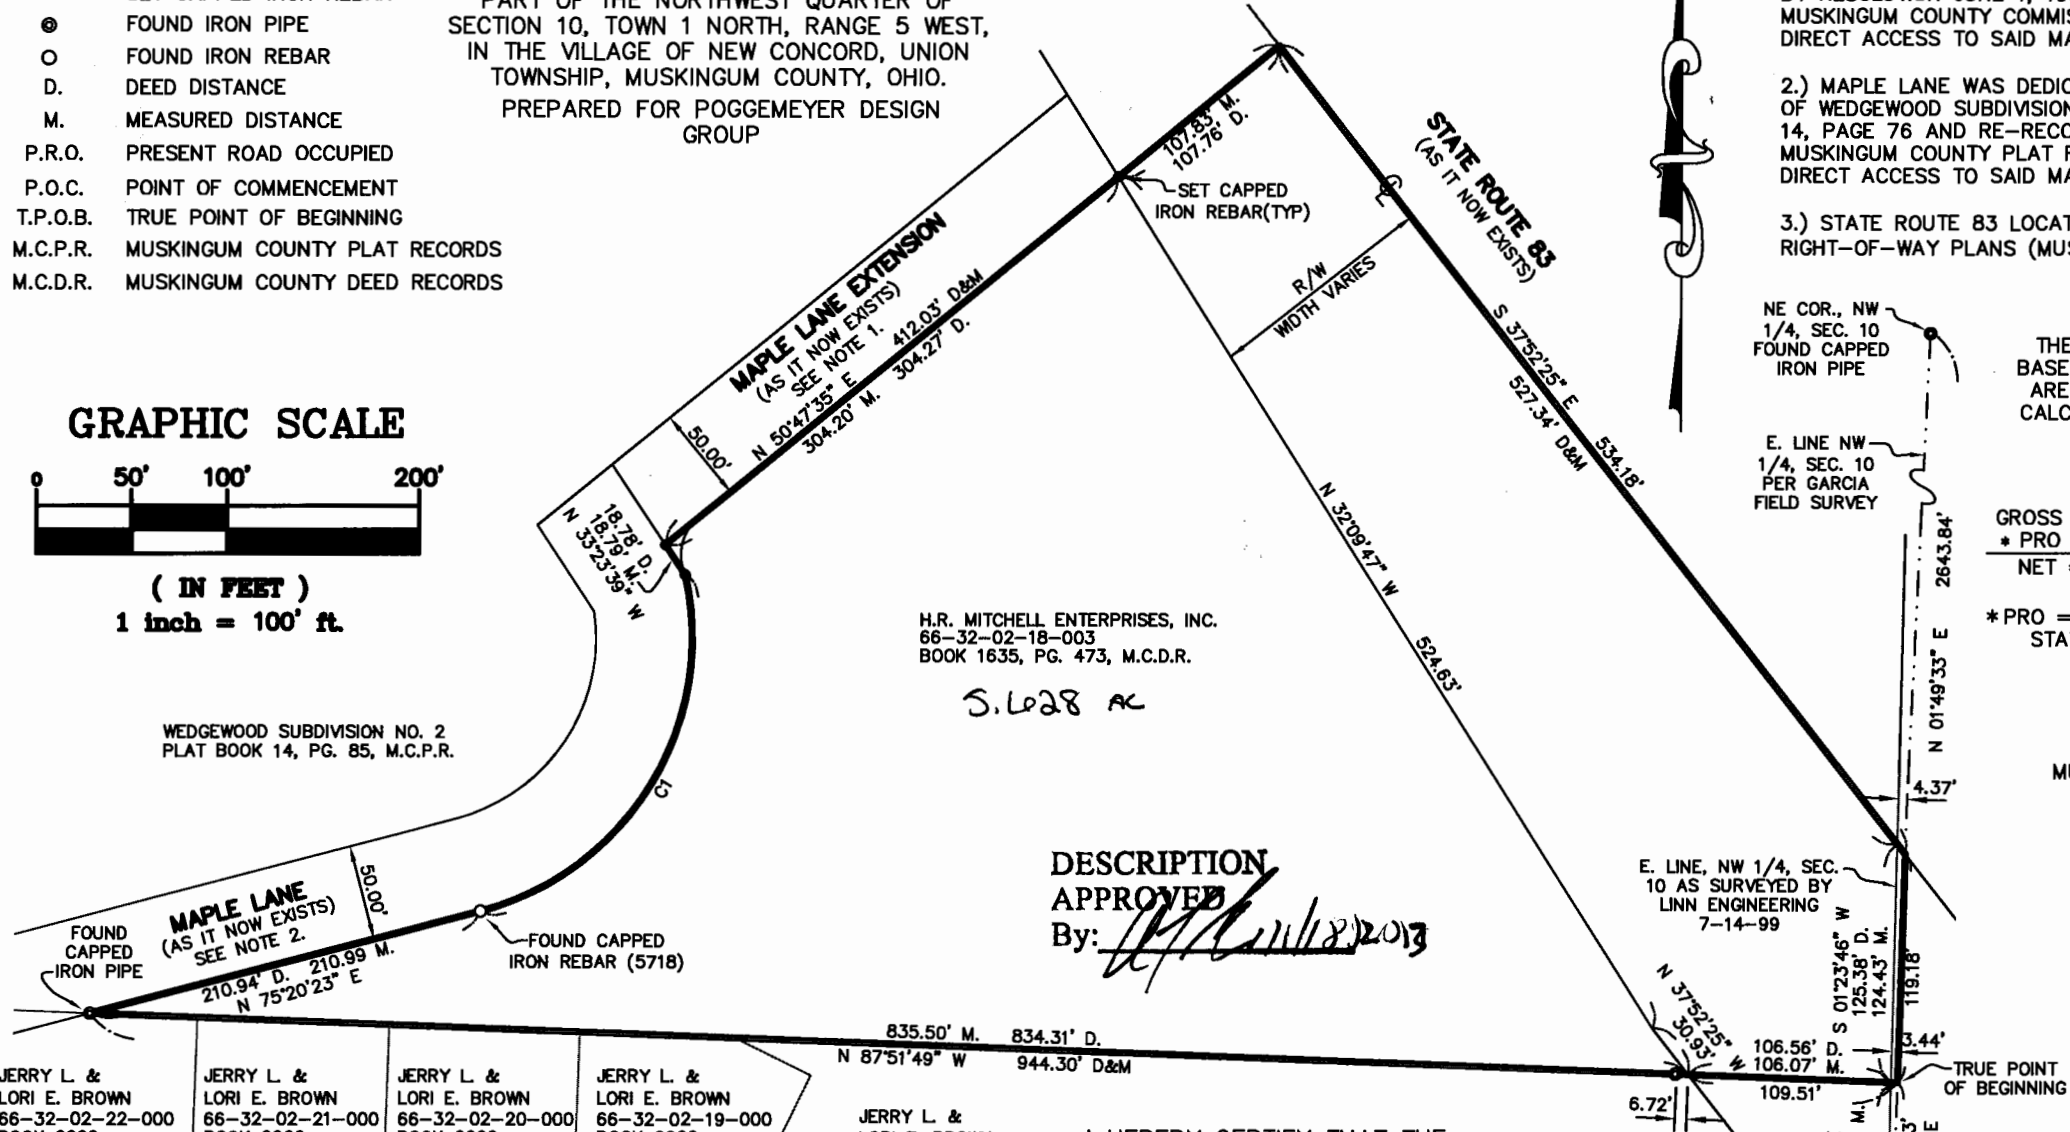 FOUND IRON PIPE
FOUND IRON REBAR
D. DEED DISTANCE
M. MEASURED DISTANCE
P.R.O. PRESENT ROAD OCCUPIED
P.O.C. POINT OF COMMENCEMENT
T.P.O.B. TRUE POINT OF BEGINNING
M.C.P.R. MUSKINGUM COUNTY PLAT RECORDS
M.C.D.R. MUSKINGUM COUNTY DEED RECORDS
PART OF THE NORTHWEST QUARTER OF
SECTION 10, TOWN 1 NORTH, RANGE 5 WEST,
IN THE VILLAGE OF NEW CONCORD, UNION
TOWNSHIP, MUSKINGUM COUNTY, OHIO.
PREPARED FOR POGGEMEYER DESIGN
GROUP
MUSKINGUM COUNTY COMMIS
DIRECT ACCESS TO SAID MA
2.) MAPLE LANE WAS DEDIC
OF WEDGEWOOD SUBDIVISION
14, PAGE 76 AND RE-RECO
MUSKINGUM COUNTY PLAT R
DIRECT ACCESS TO SAID MA
3.) STATE ROUTE 83 LOCAT
RIGHT-OF-WAY PLANS (MUS
GRAPHIC SCALE
0 50' 100' 200'
( IN FEET )
1 inch = 100' ft.
107.83' M.
107.76' D.
SET CAPPED
IRON REBAR(TYP)
STATE ROUTE 83
(AS IT NOW EXISTS)
R/W
WIDTH VARIES
MAPLE LANE EXTENSION
(AS IT NOW EXISTS)
SEE NOTE 1.
412.03' D&M
N 50°47'35" E
304.20' M. 304.27' D.
50.00'
18.78' D.
18.79' M.
N 33°23'39" W
S 37°52'25" E
534.18'
527.34' D&M
N 32°09'47" W
524.63'
NE COR., NW
1/4, SEC. 10
FOUND CAPPED
IRON PIPE
THE
BASE
ARE
CALC
E. LINE NW
1/4, SEC. 10
PER GARCIA
FIELD SURVEY
GROSS
* PRO
NET =
*PRO =
STA
N 01°49'33" E 2643.84'
4.37'
H.R. MITCHELL ENTERPRISES, INC.
66-32-02-18-003
BOOK 1635, PG. 473, M.C.D.R.
5.628 AC
WEDGEWOOD SUBDIVISION NO. 2
PLAT BOOK 14, PG. 85, M.C.P.R.
C1
MAPLE LANE
(AS IT NOW EXISTS)
SEE NOTE 2.
50.00'
FOUND
CAPPED
IRON PIPE
210.94' D. 210.99 M.
N 75°20'23" E
FOUND CAPPED
IRON REBAR (5718)
DESCRIPTION
APPROVED
By:
11/18/2013
E. LINE, NW 1/4, SEC.
10 AS SURVEYED BY
LINN ENGINEERING
7-14-99
S 01°23'46" W
125.38' D.
124.43' M.
119.18'
N 37°52'25" W
30.93'
835.50' M. 834.31' D.
N 87°51'49" W 944.30' D&M
106.56' D.
106.07' M.
109.51'
3.44'
TRUE POINT
OF BEGINNING
6.72'
JERRY L. &
LORI E. BROWN
66-32-02-22-000
JERRY L. &
LORI E. BROWN
66-32-02-21-000
JERRY L. &
LORI E. BROWN
66-32-02-20-000
JERRY L. &
LORI E. BROWN
66-32-02-19-000
JERRY L. &
M.